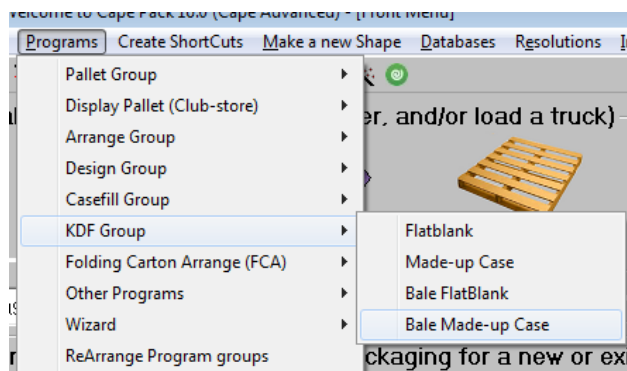 Welcome to Cape Pack 16.0 (Cape Advanced) - [Front Menu]
Programs Create ShortCuts Make a new Shape Databases Resolutions
Pallet Group
Display Pallet (Club-store)
er, and/or load a truck)
Arrange Group
Design Group
Casefill Group
KDF Group
Flatblank
Folding Carton Arrange (FCA)
Made-up Case
Other Programs
Bale FlatBlank
Wizard
Bale Made-up Case
ReArrange Program groups
ckaging for a new or ex